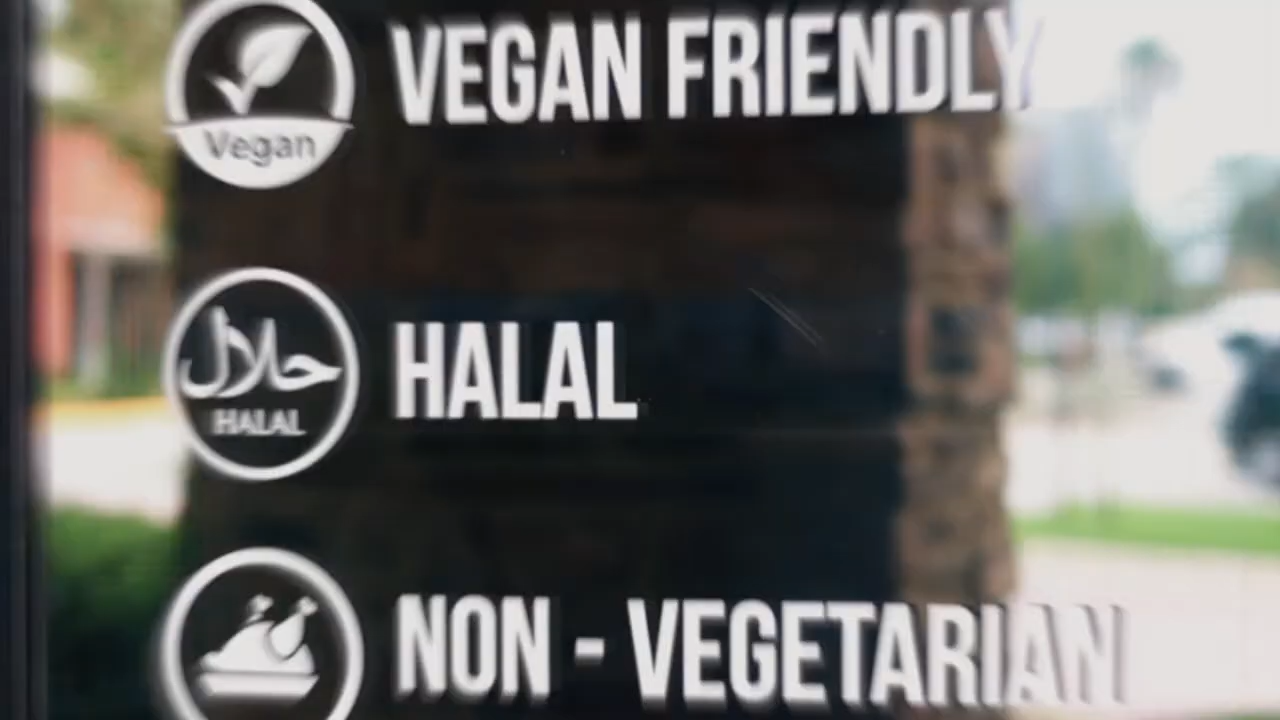 VEGAN FRIENDLY
Vegan
حلال
HALAL
HALAL
NON - VEGETARIAN